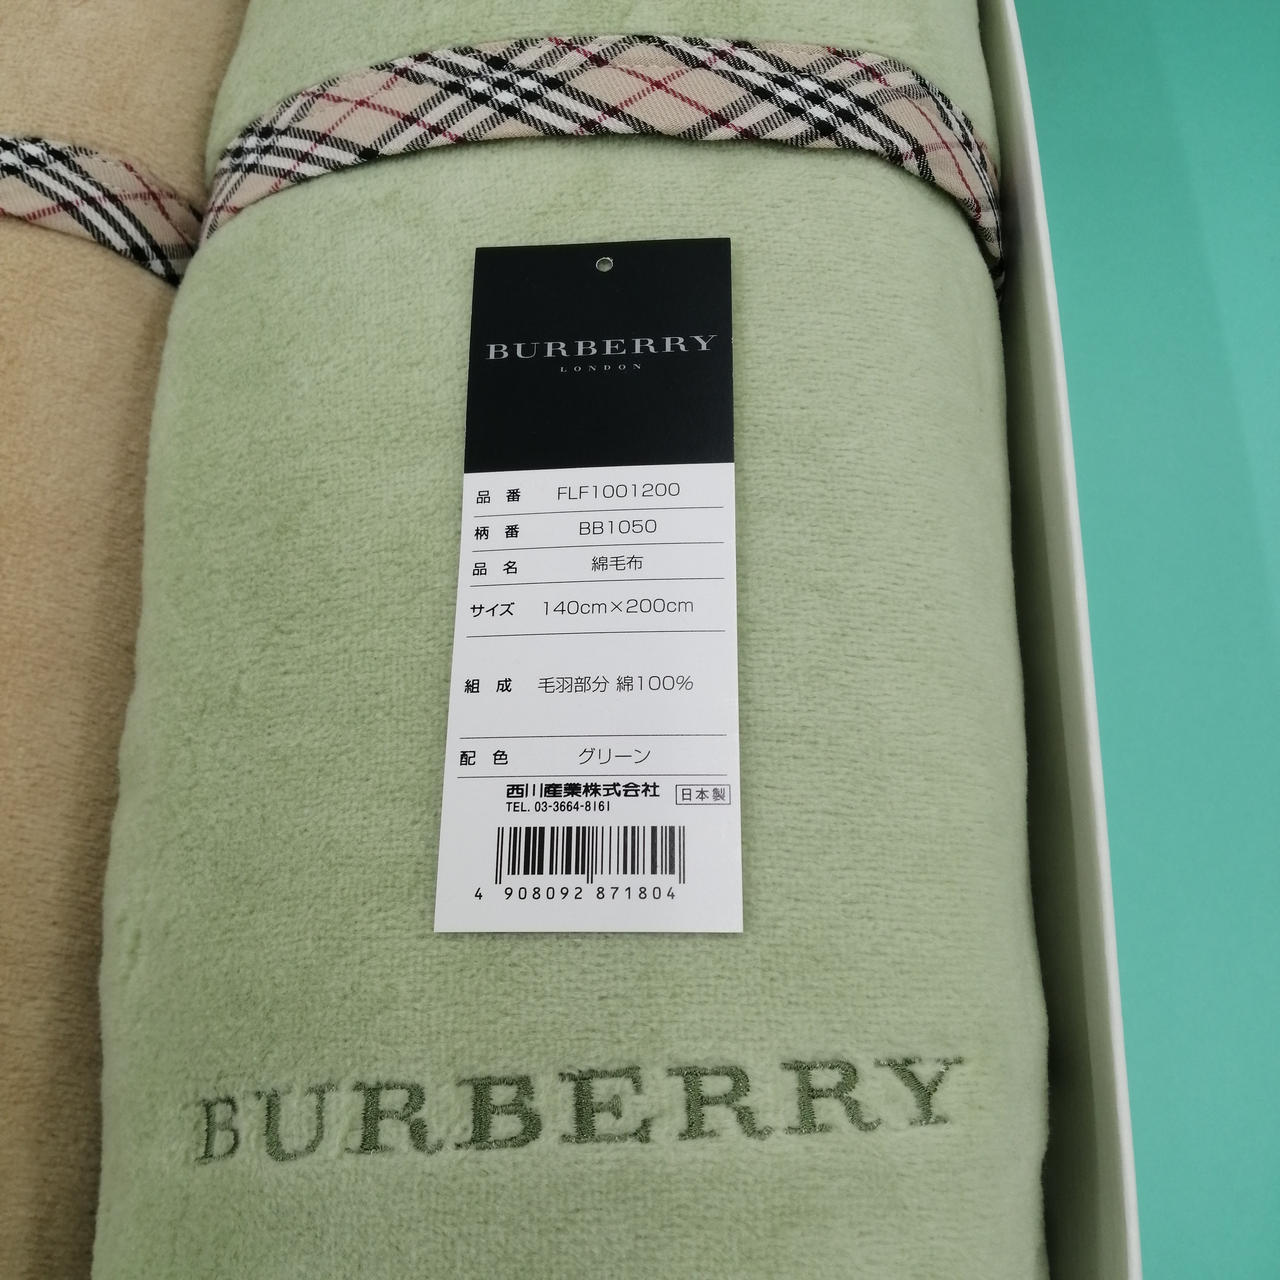 BURBERRY
LONDON
品番 FLF1001200
柄番 BB1050
品名 綿毛布
サイズ 140cm×200cm
組成 毛羽部分 綿100%
配色 グリーン
西川産業株式会社 日本製
TEL. 03-3664-8161
4 908092 871804
BURBERRY